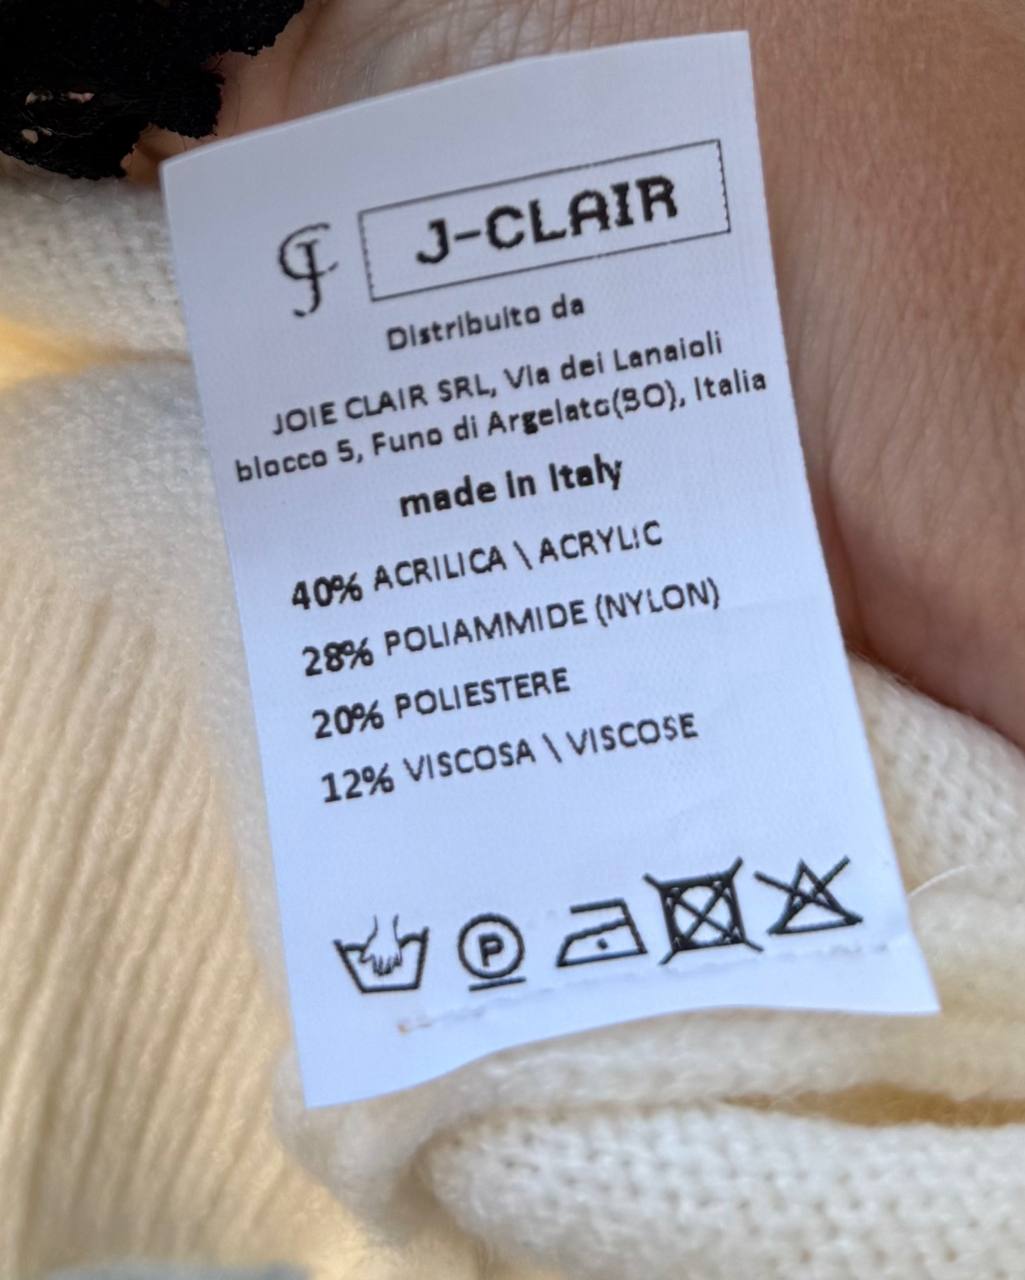 J-CLAIR
Distribuito da
JOIE CLAIR SRL, Via dei Lanaioli
blocco 5, Funo di Argelato(BO), Italia
made in Italy
40% ACRILICA \ ACRYLIC
28% POLIAMMIDE (NYLON)
20% POLIESTERE
12% VISCOSA \ VISCOSE
P